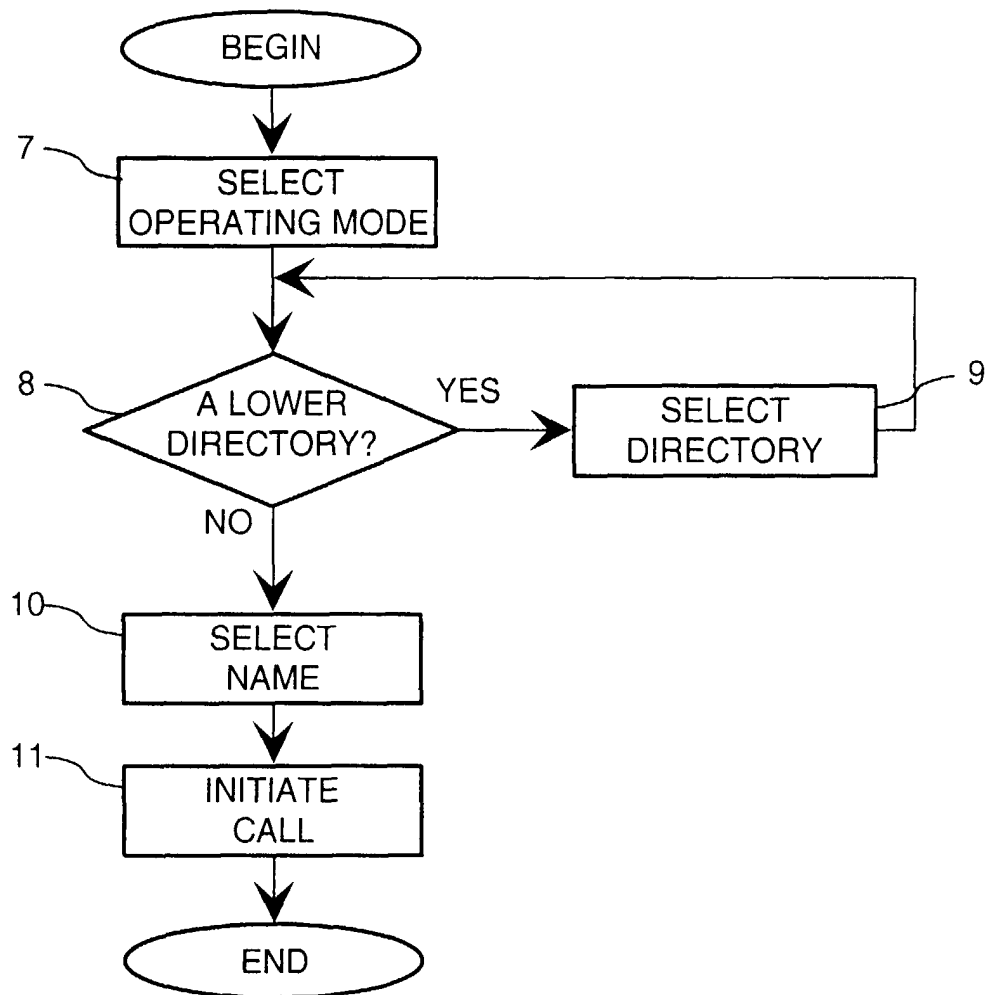 BEGIN
7
SELECT
OPERATING MODE
8
A LOWER
DIRECTORY?
YES
9
SELECT
DIRECTORY
NO
10
SELECT
NAME
11
INITIATE
CALL
END